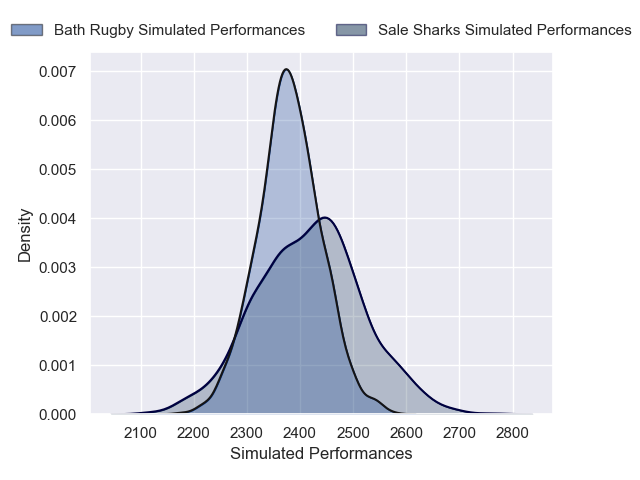 Bath Rugby Simulated Performances
Sale Sharks Simulated Performances
0.007
0.006
0.005
0.004
0.003
0.002
0.001
0.000
Density
2100 2200 2300 2400 2500 2600 2700 2800
Simulated Performances